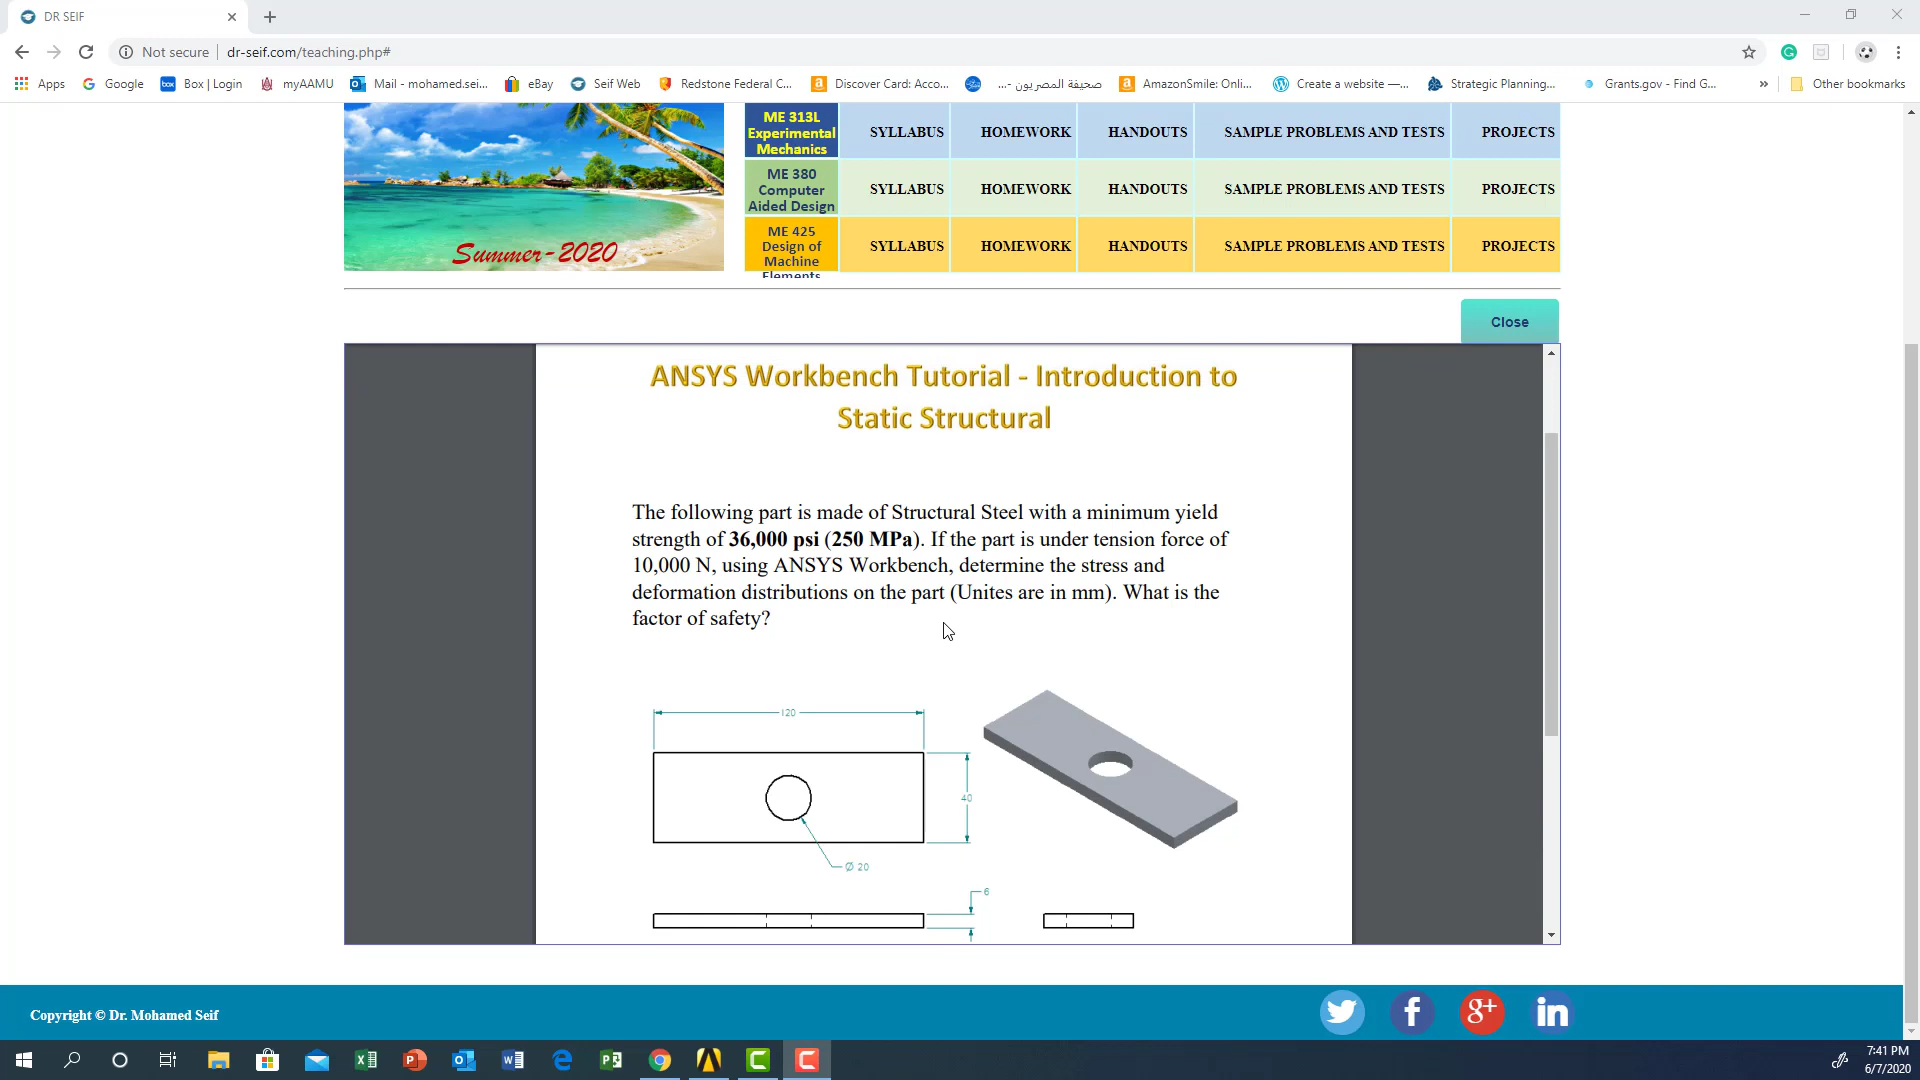 DR SEIF
Not secure
dr-seif.com/teaching.php#
Apps
Google
Box | Login
myAAMU
Mail - mohamed.sei...
eBay
Seif Web
Redstone Federal C...
Discover Card: Acco...
صحيفة المصريون -...
AmazonSmile: Onli...
Create a website —...
Strategic Planning,...
Grants.gov - Find G...
»
Other bookmarks
Summer-2020
ME 313L
Experimental
Mechanics
SYLLABUS
HOMEWORK
HANDOUTS
SAMPLE PROBLEMS AND TESTS
PROJECTS
ME 380
Computer
Aided Design
SYLLABUS
HOMEWORK
HANDOUTS
SAMPLE PROBLEMS AND TESTS
PROJECTS
ME 425
Design of
Machine
Elements
SYLLABUS
HOMEWORK
HANDOUTS
SAMPLE PROBLEMS AND TESTS
PROJECTS
Close
ANSYS Workbench Tutorial - Introduction to
Static Structural
The following part is made of Structural Steel with a minimum yield
strength of 36,000 psi (250 MPa). If the part is under tension force of
10,000 N, using ANSYS Workbench, determine the stress and
deformation distributions on the part (Unites are in mm). What is the
factor of safety?
120
40
Ø 20
6
Copyright © Dr. Mohamed Seif
7:41 PM
6/7/2020